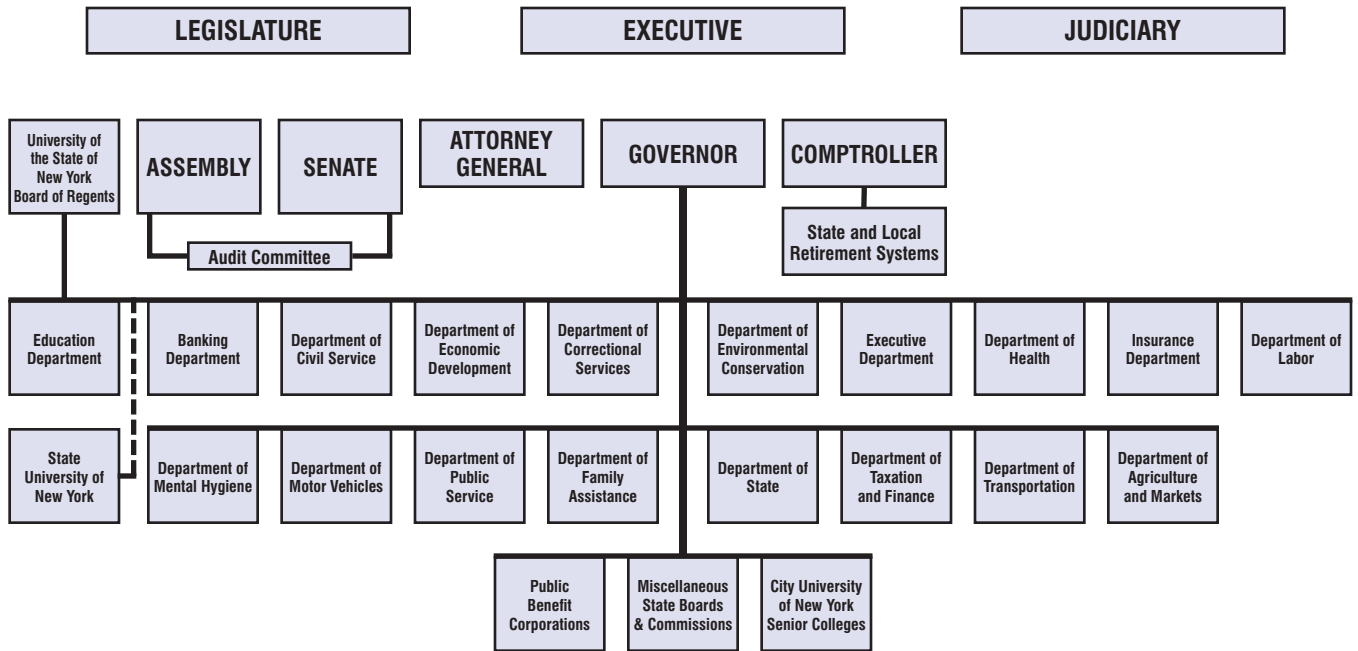 LEGISLATURE
EXECUTIVE
JUDICIARY
University of
the State of
New York
Board of Regents
ASSEMBLY
SENATE
ATTORNEY
GENERAL
GOVERNOR
COMPTROLLER
Audit Committee
State and Local
Retirement Systems
Education
Department
Banking
Department
Department of
Civil Service
Department of
Economic
Development
Department of
Correctional
Services
Department of
Environmental
Conservation
Executive
Department
Department of
Health
Insurance
Department
Department of
Labor
State
University of
New York
Department of
Mental Hygiene
Department of
Motor Vehicles
Department of
Public
Service
Department of
Family
Assistance
Department of
State
Department of
Taxation
and Finance
Department of
Transportation
Department of
Agriculture
and Markets
Public
Benefit
Corporations
Miscellaneous
State Boards
& Commissions
City University
of New York
Senior Colleges